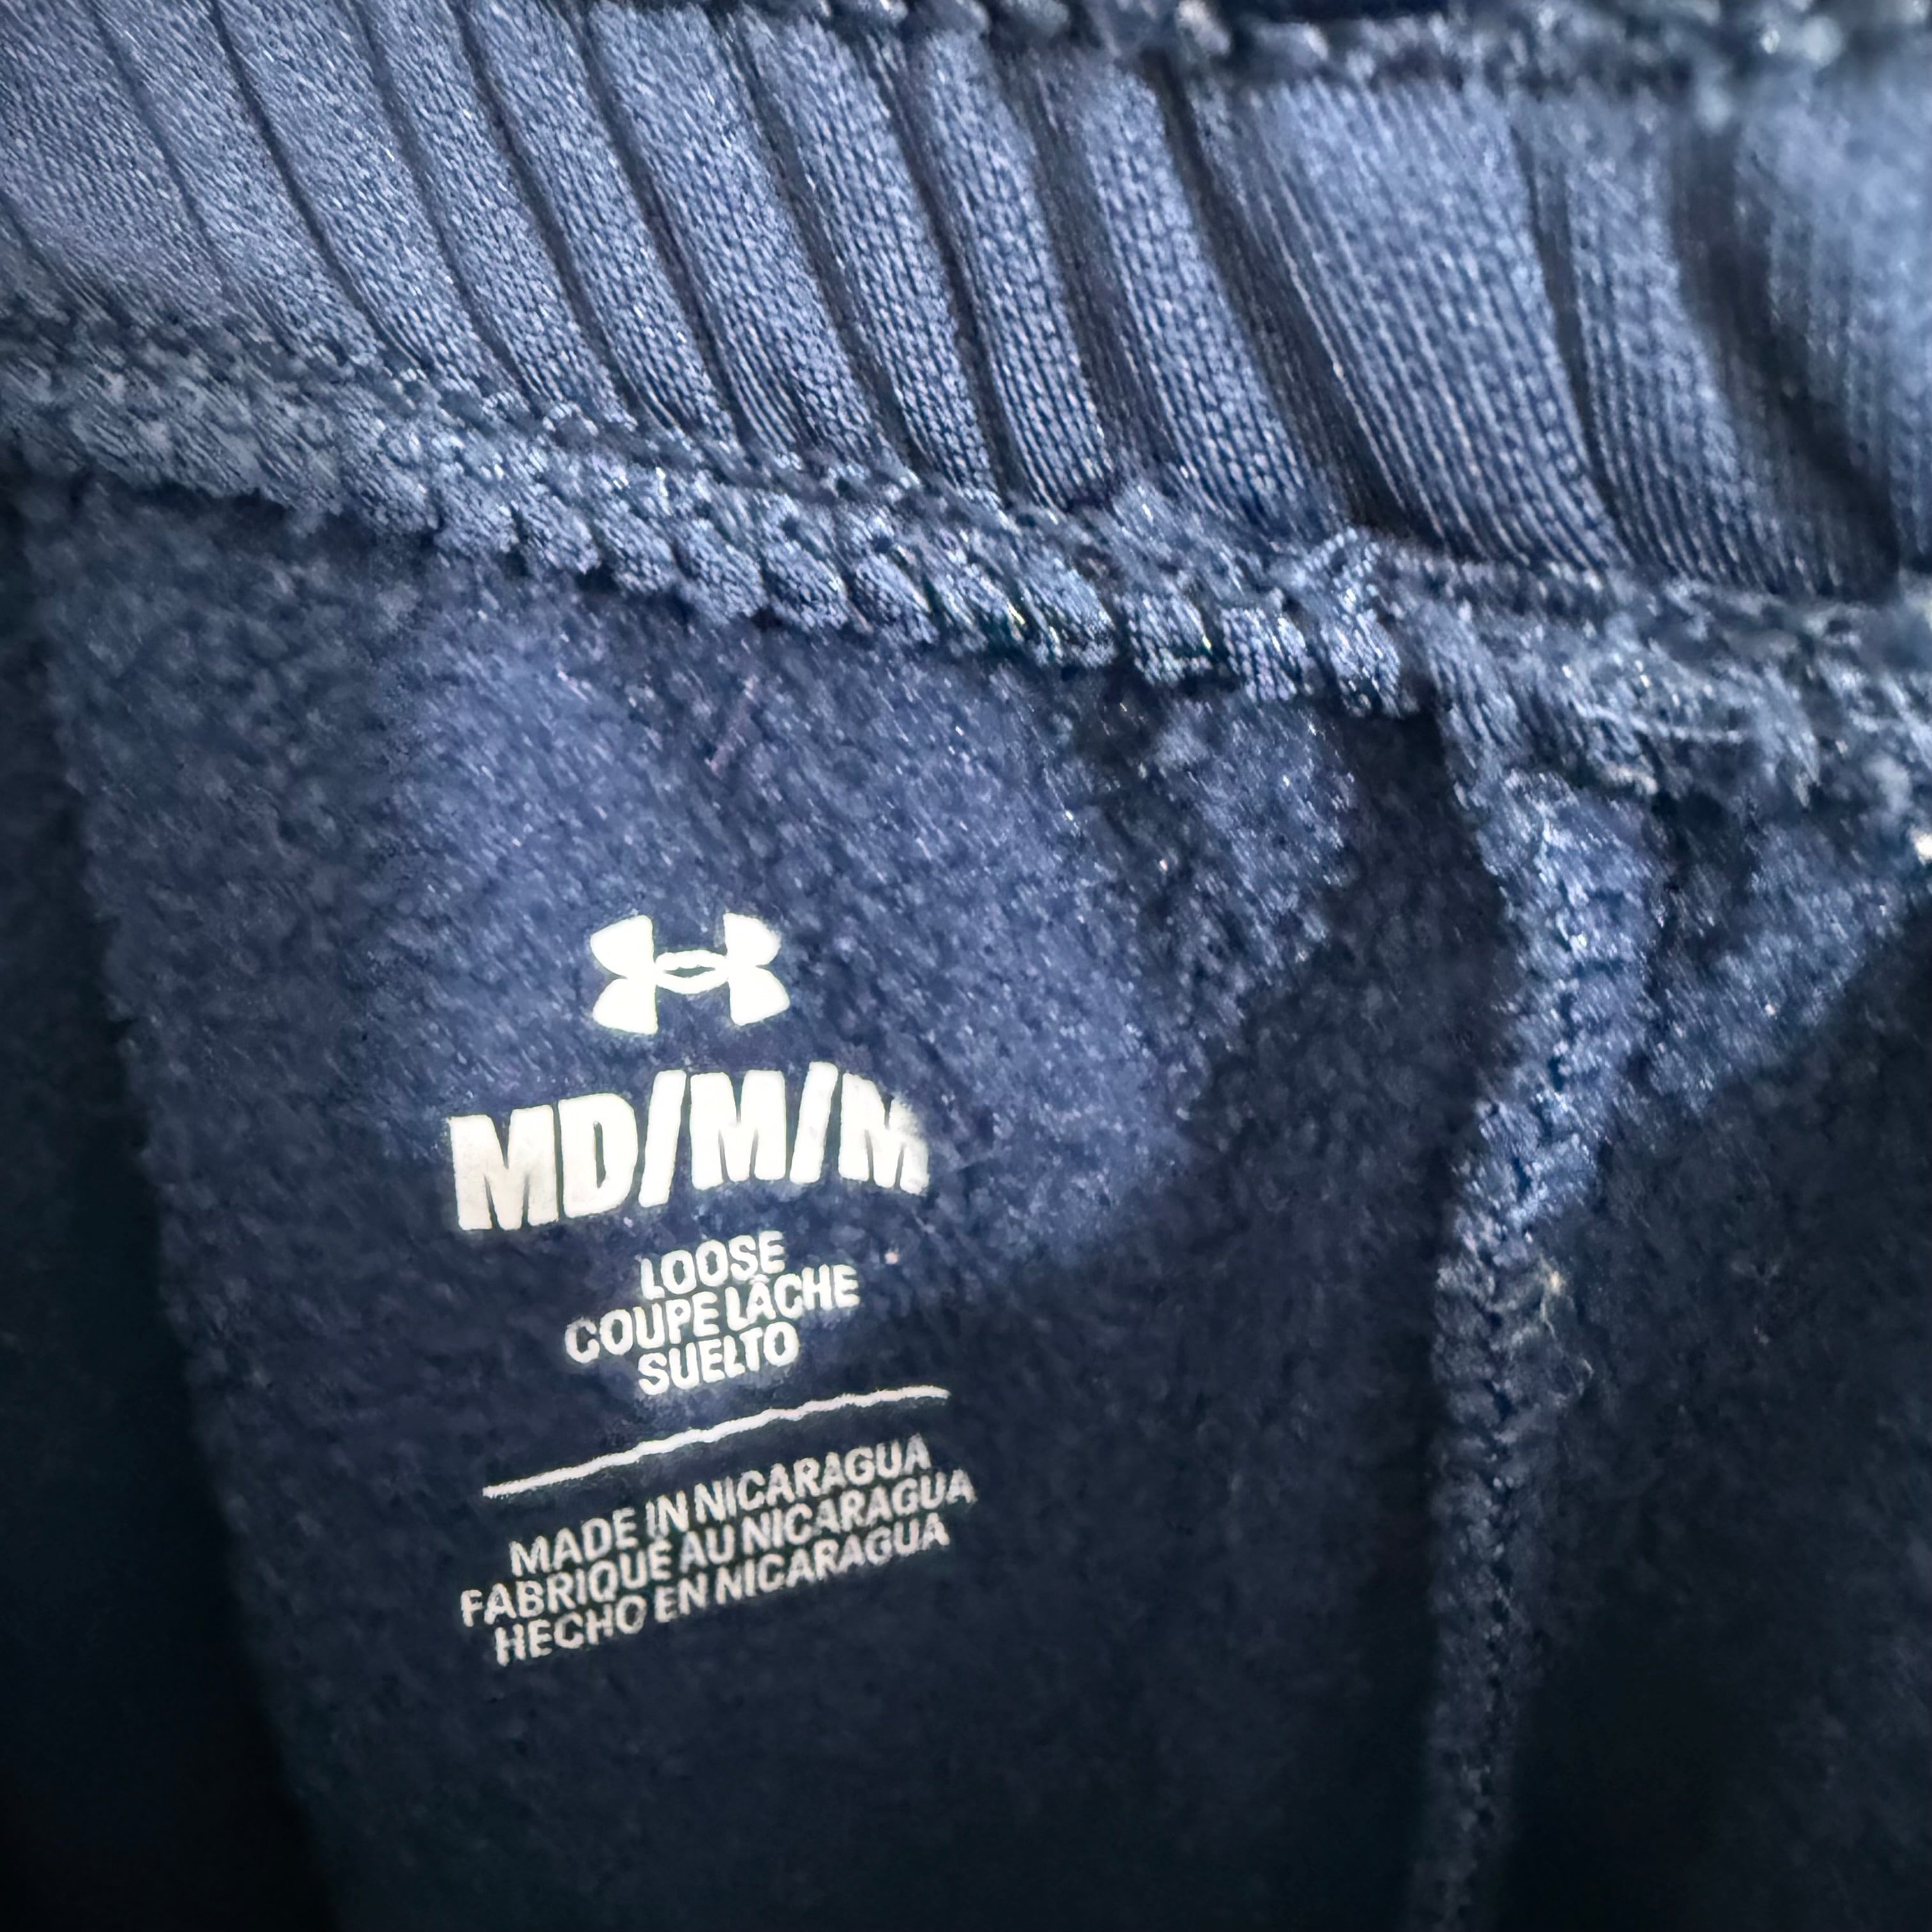 MD/M/M
LOOSE
COUPE LÂCHE
SUELTO
MADE IN NICARAGUA
FABRIQUÉ AU NICARAGUA
HECHO EN NICARAGUA